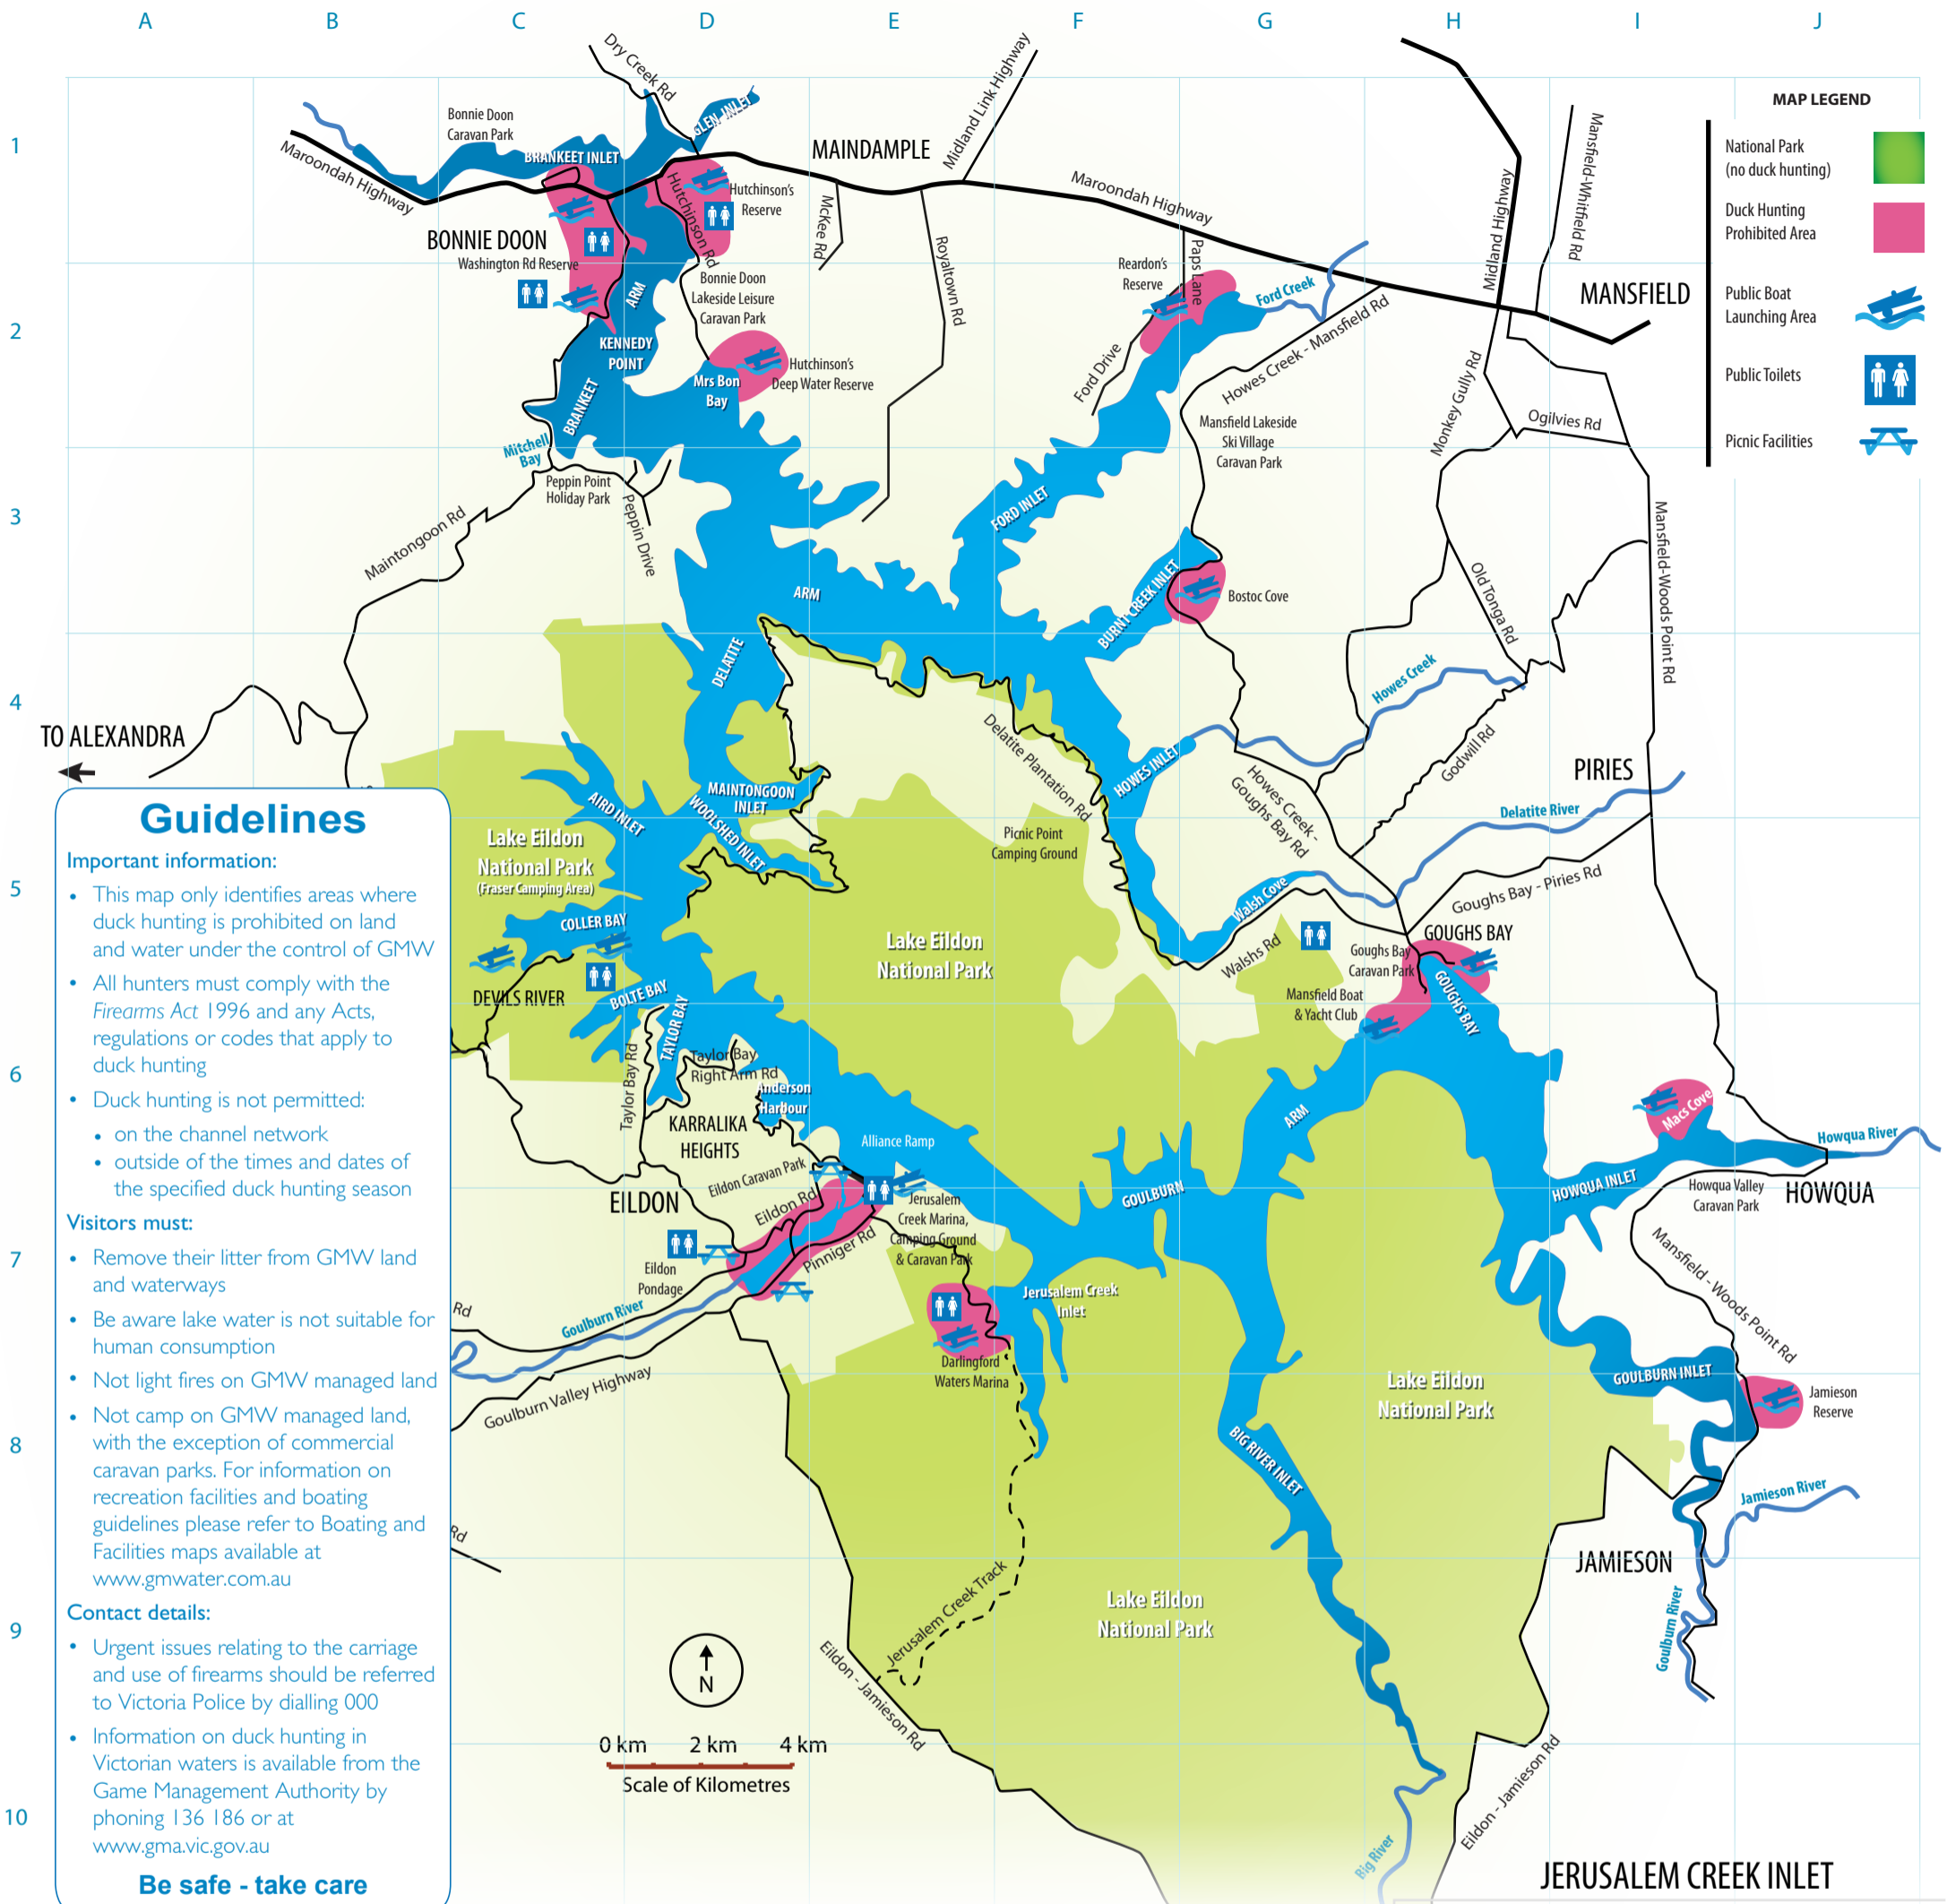 A B C D E F G H I J
1
2
3
4
5
6
7
8
9
10
Dry Creek Rd
GLEN INLET
Midland Link Highway
Bonnie Doon
Caravan Park
BRANKEET INLET
MAINDAMPLE
Maroondah Highway
Hutchinson Rd
Hutchinson's
Reserve
McKee Rd
Royaltown Rd
Maroondah Highway
Midland Highway
Mansfield-Whitfield Rd
BONNIE DOON
Washington Rd Reserve
ARM
Bonnie Doon
Lakeside Leisure
Caravan Park
Reardon's
Reserve
Paps Lane
Ford Creek
MANSFIELD
KENNEDY
POINT
BRANKEET
Mrs Bon
Bay
Hutchinson's
Deep Water Reserve
Ford Drive
Howes Creek - Mansfield Rd
Monkey Gully Rd
Ogilvies Rd
Mansfield Lakeside
Ski Village
Caravan Park
Mitchell
Bay
Peppin Point
Holiday Park
Peppin Drive
Maintongoon Rd
FORD INLET
ARM
BURNT CREEK INLET
Bostoc Cove
Old Tonga Rd
Mansfield-Woods Point Rd
DELATITE
Howes Creek
TO ALEXANDRA
Delatite Plantation Rd
HOWES INLET
Howes Creek -
Goughs Bay Rd
Godwill Rd
PIRIES
Delatite River
MAINTONGOON
INLET
AIRD INLET
WOOLSHED INLET
Lake Eildon
National Park
(Fraser Camping Area)
Picnic Point
Camping Ground
Walsh Cove
Goughs Bay - Piries Rd
COLLER BAY
Lake Eildon
National Park
Walshs Rd
Goughs Bay
Caravan Park
GOUGHS BAY
GOUGHS BAY
DEVILS RIVER
BOLTE BAY
TAYLOR BAY
Mansfield Boat
& Yacht Club
Taylor Bay Rd
Taylor Bay
Right Arm Rd
Anderson
Harbour
KARRALIKA
HEIGHTS
Alliance Ramp
ARM
Macs Cove
Howqua River
Eildon Caravan Park
EILDON
Eildon Rd
Jerusalem
Creek Marina,
Camping Ground
& Caravan Park
GOULBURN
HOWQUA INLET
Howqua Valley
Caravan Park
HOWQUA
Pinniger Rd
Eildon
Pondage
Goulburn River
Rd
Jerusalem Creek
Inlet
Mansfield - Woods Point Rd
Darlingford
Waters Marina
Goulburn Valley Highway
Lake Eildon
National Park
GOULBURN INLET
Jamieson
Reserve
BIG RIVER INLET
Rd
Jamieson River
JAMIESON
Goulburn River
Jerusalem Creek Track
Lake Eildon
National Park
N
Eildon - Jamieson Rd
0 km 2 km 4 km
Scale of Kilometres
Eildon - Jamieson Rd
Big River
JERUSALEM CREEK INLET
MAP LEGEND
National Park
(no duck hunting)
Duck Hunting
Prohibited Area
Public Boat
Launching Area
Public Toilets
Picnic Facilities
Guidelines
Important information:
• This map only identifies areas where
duck hunting is prohibited on land
and water under the control of GMW
• All hunters must comply with the
Firearms Act 1996 and any Acts,
regulations or codes that apply to
duck hunting
• Duck hunting is not permitted:
• on the channel network
• outside of the times and dates of
the specified duck hunting season
Visitors must:
• Remove their litter from GMW land
and waterways
• Be aware lake water is not suitable for
human consumption
• Not light fires on GMW managed land
• Not camp on GMW managed land,
with the exception of commercial
caravan parks. For information on
recreation facilities and boating
guidelines please refer to Boating and
Facilities maps available at
www.gmwater.com.au
Contact details:
• Urgent issues relating to the carriage
and use of firearms should be referred
to Victoria Police by dialling 000
• Information on duck hunting in
Victorian waters is available from the
Game Management Authority by
phoning 136 186 or at
www.gma.vic.gov.au
Be safe - take care